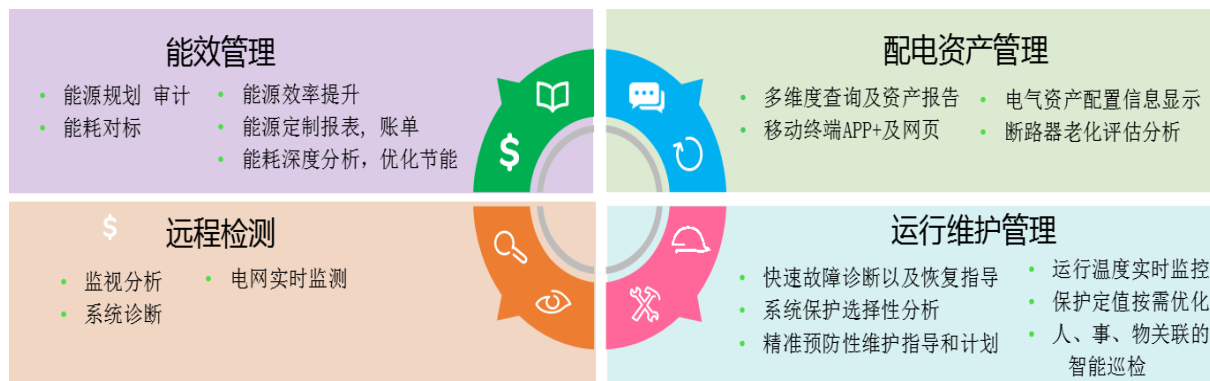 能效管理
能源规划 审计
能耗对标
能源效率提升
能源定制报表, 账单
能耗深度分析，优化节能
配电资产管理
多维度查询及资产报告
移动终端APP+及网页
电气资产配置信息显示
断路器老化评估分析
$
$
远程检测
监视分析
系统诊断
电网实时监测
运行维护管理
快速故障诊断以及恢复指导
系统保护选择性分析
精准预防性维护指导和计划
运行温度实时监控
保护定值按需优化
人、事、物关联的
智能巡检